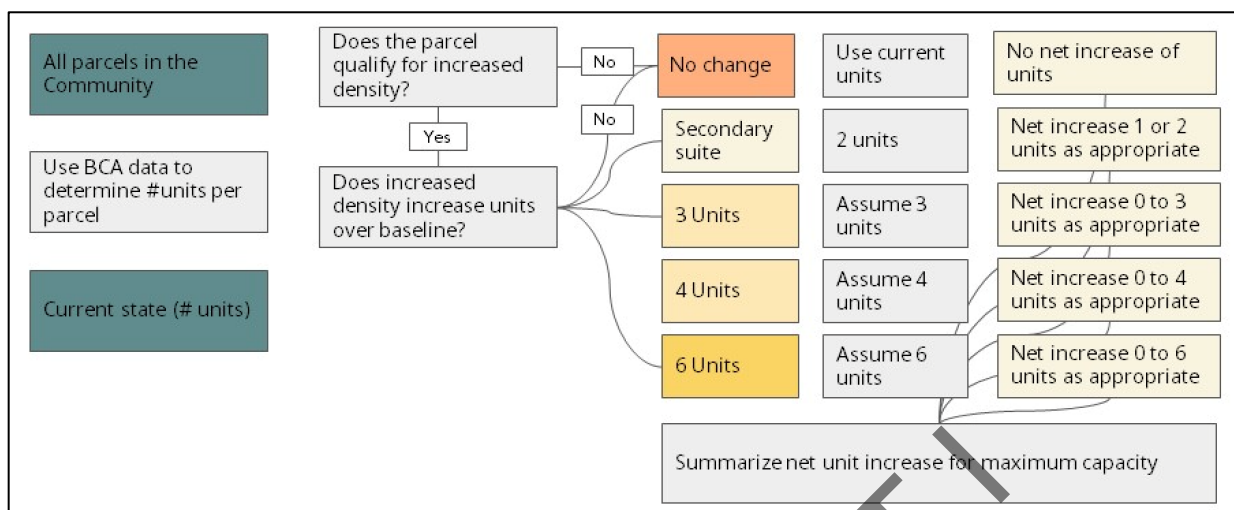 All parcels in the
Community
Use BCA data to
determine #units per
parcel
Current state (# units)
Does the parcel
qualify for increased
density?
No
Yes
No
Does increased
density increase units
over baseline?
No change
Use current
units
No net increase of
units
Secondary
suite
2 units
Net increase 1 or 2
units as appropriate
3 Units
Assume 3
units
Net increase 0 to 3
units as appropriate
4 Units
Assume 4
units
Net increase 0 to 4
units as appropriate
6 Units
Assume 6
units
Net increase 0 to 6
units as appropriate
Summarize net unit increase for maximum capacity